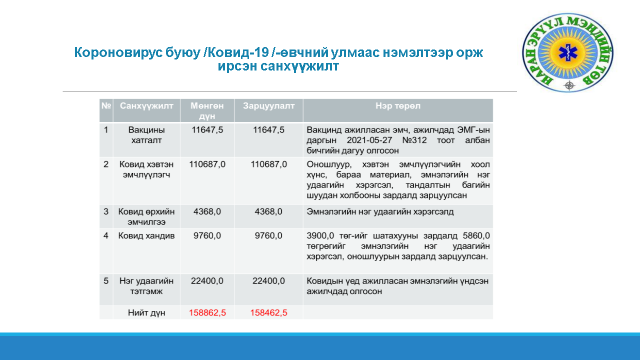 Короновирус буюу /Ковид-19 /-өвчний улмаас нэмэлтээр орж
ирсэн санхүүжилт
НАРАН ЭРҮҮЛ МЭНДИЙН ТӨВ
№ Санхүүжилт Мөнгөн дүн Зарцуулалт Нэр төрөл
1 Вакцины хатгалт 11647,5 11647,5 Вакцинд ажилласан эмч, ажилчдад ЭМГ-ын
даргын 2021-05-27 №312 тоот албан
бичгийн дагуу олгосон
2 Ковид хэвтэн эмчлүүлэгч 110687,0 110687,0 Оношлуур, хэвтэн эмчлүүлэгчийн хоол
хүнс, бараа материал, эмнэлэгийн нэг
удаагийн хэрэгсэл, тандалтын багийн
шуудан холбооны зардалд зарцуулсан
3 Ковид өрхийн эмчилгээ 4368,0 4368,0 Эмнэлэгийн нэг удаагийн хэрэгсэлд
4 Ковид хандив 9760,0 9760,0 3900,0 төг-ийг шатахууны зардалд 5860,0
төгрөгийг эмнэлэгийн нэг удаагийн
хэрэгсэл, оношлуурын зардалд зарцуулсан.
5 Нэг удаагийн тэтгэмж 22400,0 22400,0 Ковидын үед ажилласан эмнэлэгийн үндсэн
ажилчдад олгосон
Нийт дүн 158862,5 158462,5